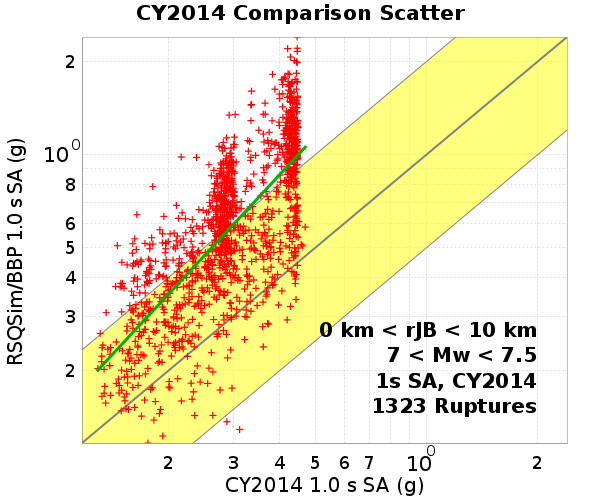 CY2014 Comparison Scatter
RSQSim/BBP 1.0 s SA (g)
2
10⁰
8
6
5
4
3
2
0 km < rJB < 10 km
7 < Mw < 7.5
1s SA, CY2014
1323 Ruptures
2 3 4 5 6 7 10⁰ 2
CY2014 1.0 s SA (g)